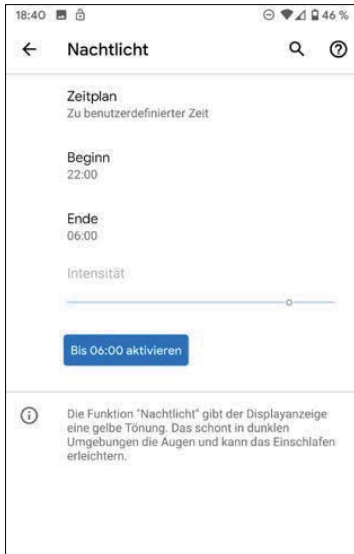 18:40 46 %
Nachtlicht
Zeitplan
Zu benutzerdefinierter Zeit
Beginn
22:00
Ende
06:00
Intensität
Bis 06:00 aktivieren
Die Funktion "Nachtlicht" gibt der Displayanzeige
eine gelbe Tönung. Das schont in dunklen
Umgebungen die Augen und kann das Einschlafen
erleichtern.